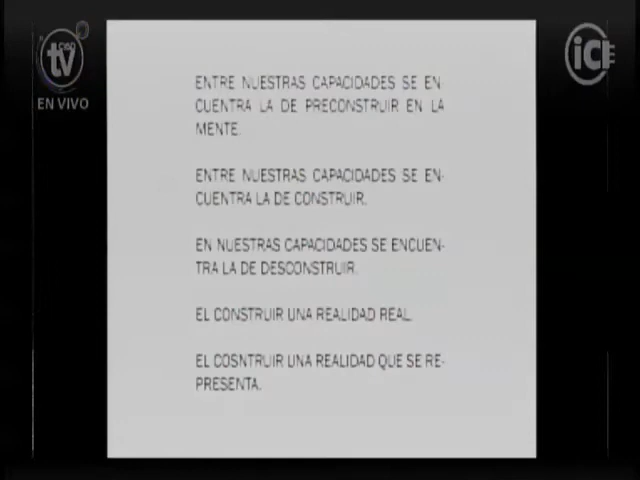 tv
EN VIVO
ENTRE NUESTRAS CAPACIDADES SE EN-
CUENTRA LA DE PRECONSTRUIR EN LA
MENTE.
ENTRE NUESTRAS CAPACIDADES SE EN-
CUENTRA LA DE CONSTRUIR.
EN NUESTRAS CAPACIDADES SE ENCUEN-
TRA LA DE DESCONSTRUIR.
EL CONSTRUIR UNA REALIDAD REAL.
EL COSNTRUIR UNA REALIDAD QUE SE RE-
PRESENTA.